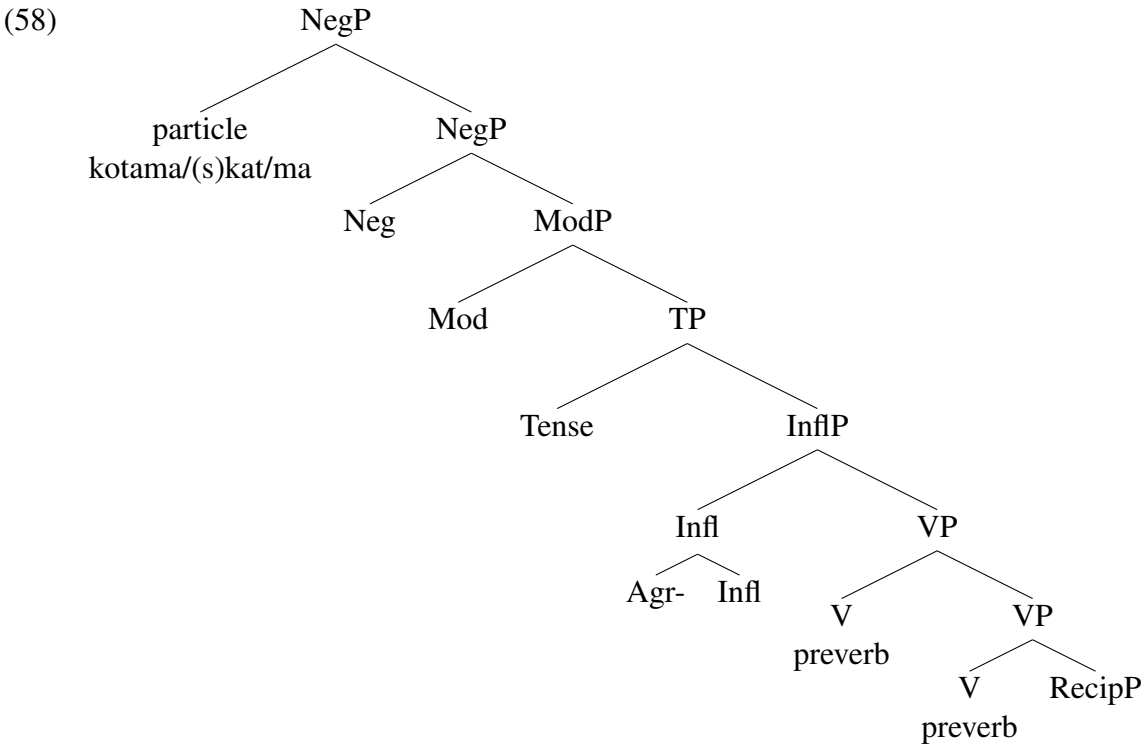 (58) NegP
particle NegP
kotama/(s)kat/ma
Neg ModP
Mod TP
Tense InflP
Infl VP
Agr- Infl V VP
preverb
V RecipP
preverb